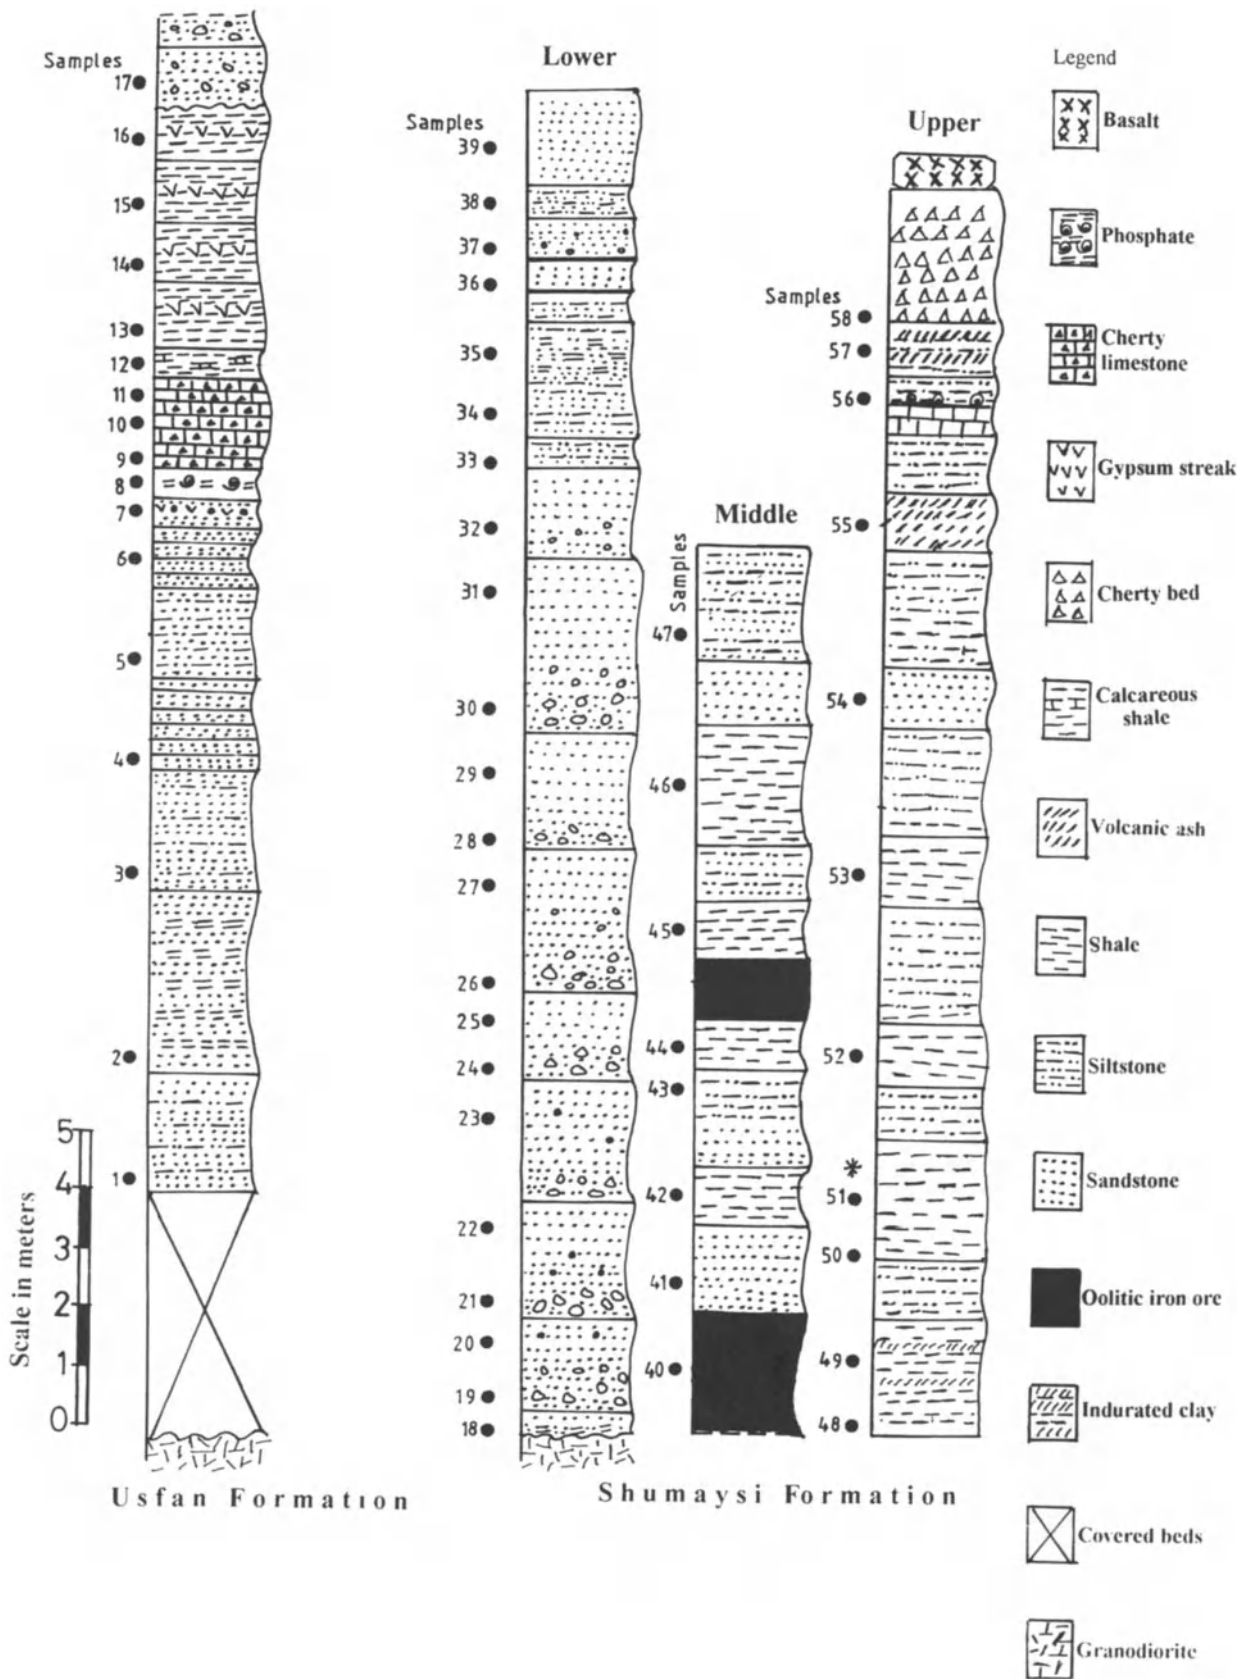 Samples
17
16
15
14
13
12
11
10
9
8
7
6
5
4
3
2
1
5
4
3
2
1
0
Scale in meters
Usfan Formation
Lower
Samples
39
38
37
36
35
34
33
32
31
30
29
28
27
26
25
24
23
22
21
20
19
18
Middle
Samples
47
46
45
44
43
42
41
40
Upper
Samples
58
57
56
55
54
53
52
*
51
50
49
48
Shumaysi Formation
Legend
Basalt
Phosphate
Cherty
limestone
Gypsum streak
Cherty bed
Calcareous
shale
Volcanic ash
Shale
Siltstone
Sandstone
Oolitic iron ore
Indurated clay
Covered beds
Granodiorite